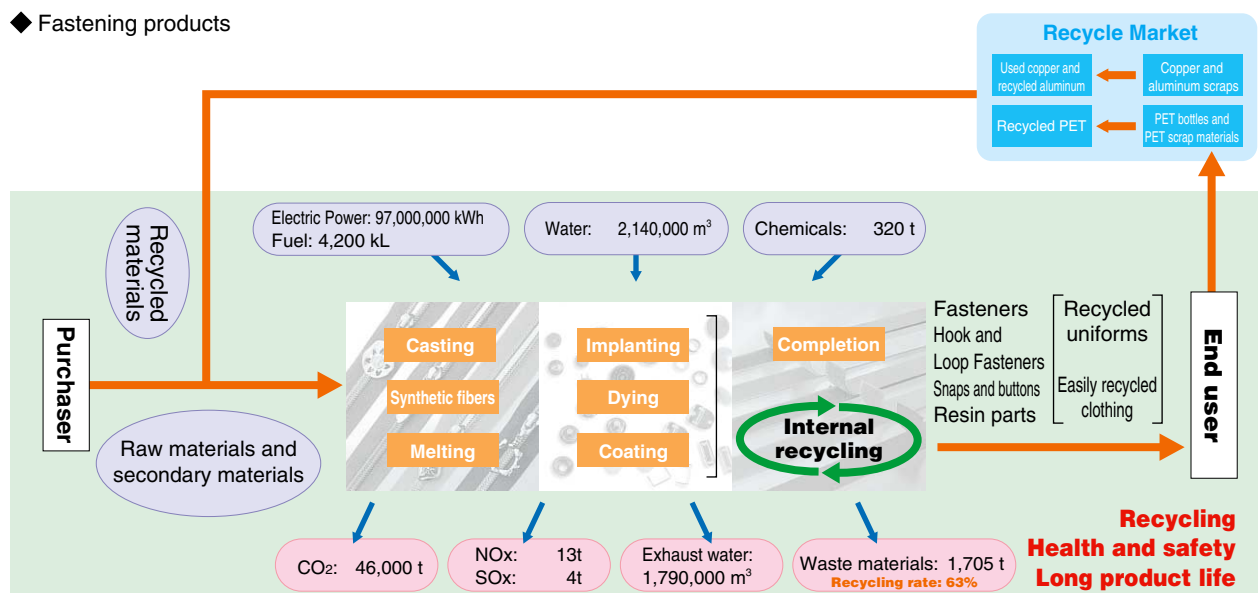 ◆ Fastening products
Recycle Market
Used copper and
recycled aluminum
Copper and
aluminum scraps
Recycled PET
PET bottles and
PET scrap materials
Recycled
materials
Electric Power: 97,000,000 kWh
Fuel: 4,200 kL
Water: 2,140,000 m³
Chemicals: 320 t
Purchaser
Raw materials and
secondary materials
Casting
Synthetic fibers
Melting
Implanting
Dying
Coating
Completion
Internal
recycling
Fasteners
Hook and
Loop Fasteners
Snaps and buttons
Resin parts
Recycled
uniforms
Easily recycled
clothing
End user
CO₂: 46,000 t
NOx: 13t
SOx: 4t
Exhaust water:
1,790,000 m³
Waste materials: 1,705 t
Recycling rate: 63%
Recycling
Health and safety
Long product life